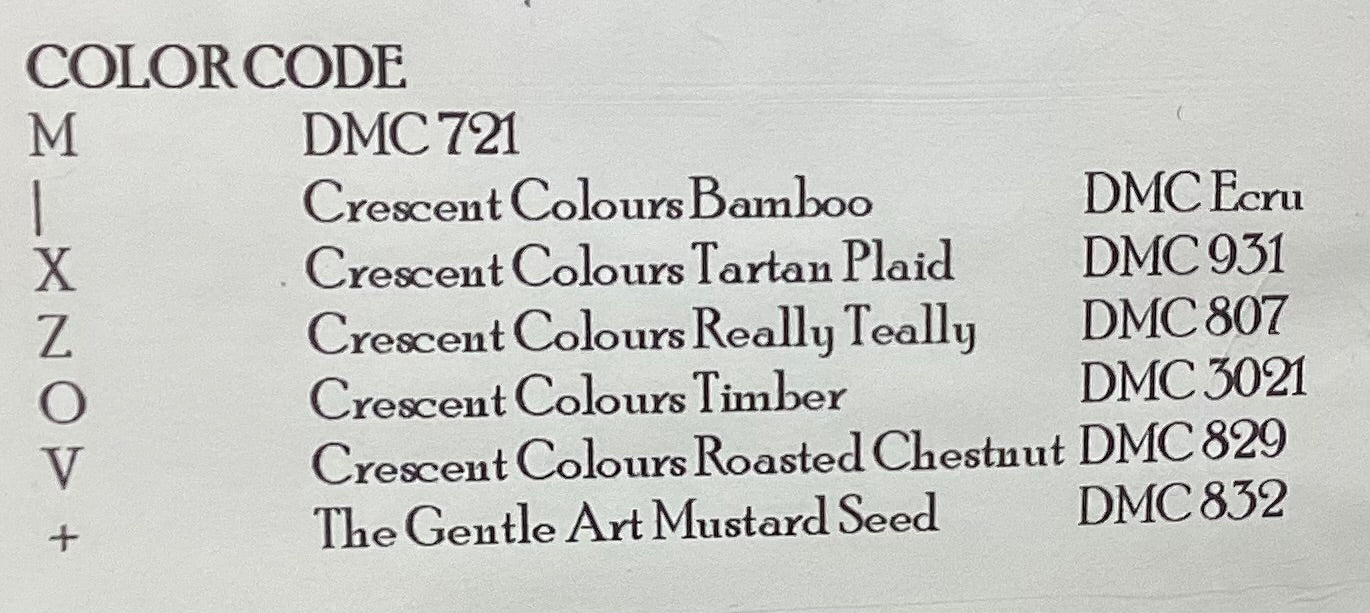 COLOR CODE
M DMC 721
| Crescent Colours Bamboo DMC Ecru
X Crescent Colours Tartan Plaid DMC 931
Z Crescent Colours Really Teally DMC 807
O Crescent Colours Timber DMC 3021
V Crescent Colours Roasted Chestnut DMC 829
+ The Gentle Art Mustard Seed DMC 832